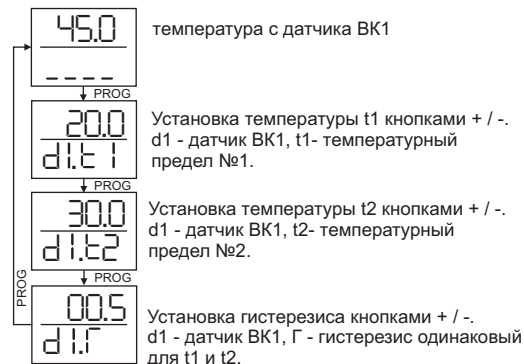 45.0
температура с датчика ВК1
----
PROG
20.0
Установка температуры t1 кнопками + / -.
d1.t1
d1 - датчик ВК1, t1- температурный
предел №1.
PROG
30.0
Установка температуры t2 кнопками + / -.
d1.t2
d1 - датчик ВК1, t2- температурный
предел №2.
PROG
PROG
00.5
Установка гистерезиса кнопками + / -.
d1.Г
d1 - датчик ВК1, Г - гистерезис одинаковый
для t1 и t2.